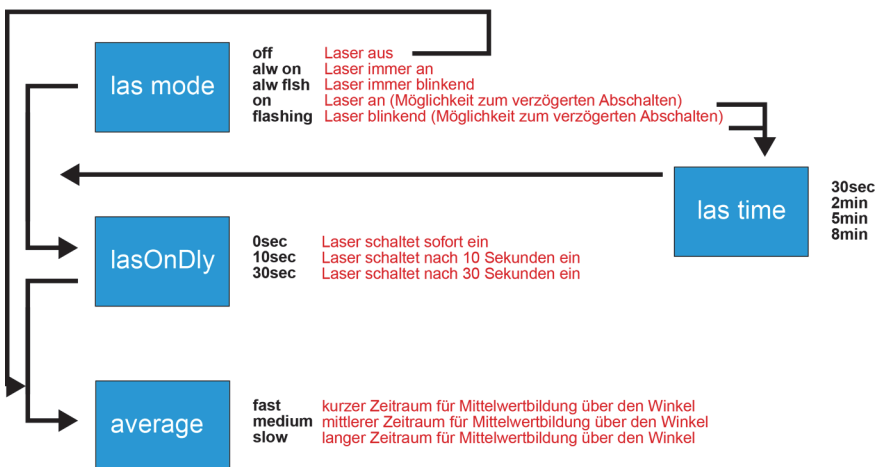 las mode
off Laser aus
alw on Laser immer an
alw flsh Laser immer blinkend
on Laser an (Möglichkeit zum verzögerten Abschalten)
flashing Laser blinkend (Möglichkeit zum verzögerten Abschalten)
las time
30sec
2min
5min
8min
lasOnDly
0sec Laser schaltet sofort ein
10sec Laser schaltet nach 10 Sekunden ein
30sec Laser schaltet nach 30 Sekunden ein
average
fast kurzer Zeitraum für Mittelwertbildung über den Winkel
medium mittlerer Zeitraum für Mittelwertbildung über den Winkel
slow langer Zeitraum für Mittelwertbildung über den Winkel